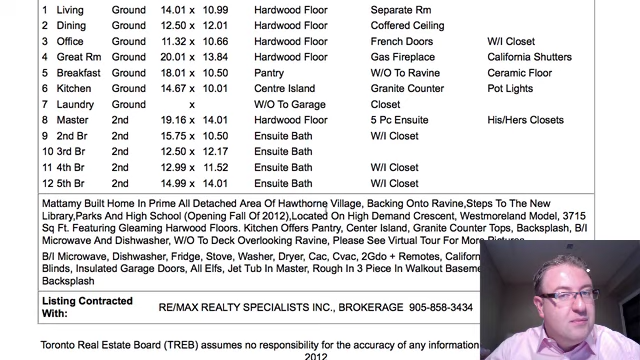 1 Living Ground 14.01 x 10.99 Hardwood Floor Separate Rm
2 Dining Ground 12.50 x 12.01 Hardwood Floor Coffered Ceiling
3 Office Ground 11.32 x 10.66 Hardwood Floor French Doors W/I Closet
4 Great Rm Ground 20.01 x 13.84 Hardwood Floor Gas Fireplace California Shutters
5 Breakfast Ground 18.01 x 10.50 Pantry W/O To Ravine Ceramic Floor
6 Kitchen Ground 14.67 x 10.01 Centre Island Granite Counter Pot Lights
7 Laundry Ground x W/O To Garage Closet
8 Master 2nd 19.16 x 14.01 Hardwood Floor 5 Pc Ensuite His/Hers Closets
9 2nd Br 2nd 15.75 x 10.50 Ensuite Bath W/I Closet
10 3rd Br 2nd 12.50 x 12.17 Ensuite Bath
11 4th Br 2nd 12.99 x 11.52 Ensuite Bath W/I Closet
12 5th Br 2nd 14.99 x 14.01 Ensuite Bath W/I Closet
Mattamy Built Home In Prime All Detached Area Of Hawthorne Village, Backing Onto Ravine,Steps To The New
Library,Parks And High School (Opening Fall Of 2012),Located On High Demand Crescent, Westmoreland Model, 3715
Sq Ft. Featuring Gleaming Harwood Floors. Kitchen Offers Pantry, Center Island, Granite Counter Tops, Backsplash, B/I
Microwave And Dishwasher, W/O To Deck Overlooking Ravine, Please See Virtual Tour For More Pictures
B/I Microwave, Dishwasher, Fridge, Stove, Washer, Dryer, Cac, Cvac, 2Gdo + Remotes,
Blinds, Insulated Garage Doors, All Elfs, Jet Tub In Master, Rough In 3 Piece In Walkout
Backsplash
Listing Contracted RE/MAX REALTY SPECIALISTS INC., BROKERAGE 905-858-3434
With:
Toronto Real Estate Board (TREB) assumes no responsibility for the accuracy of any information
2012